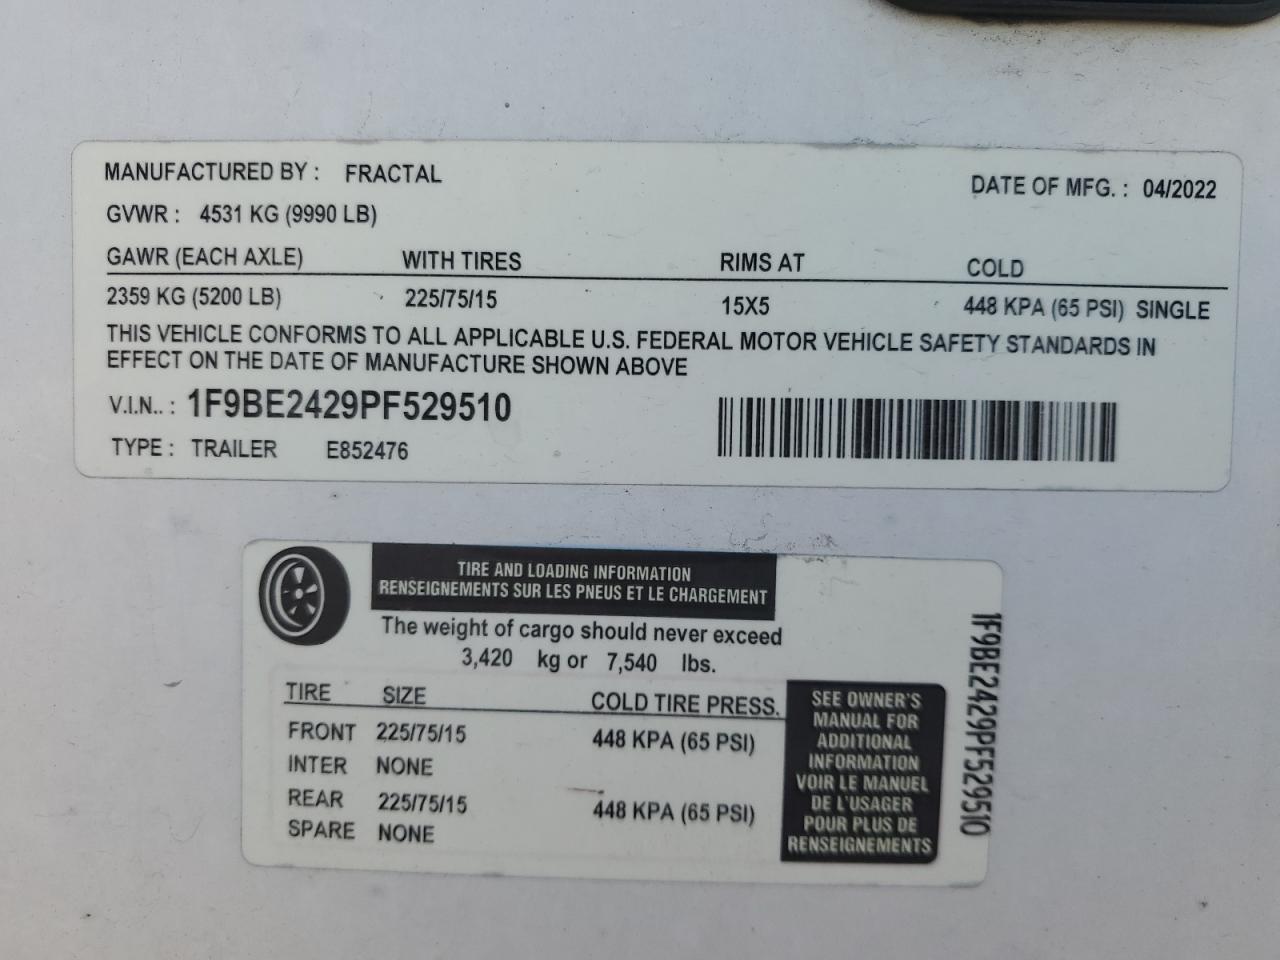 MANUFACTURED BY : FRACTAL DATE OF MFG. : 04/2022
GVWR : 4531 KG (9990 LB)
GAWR (EACH AXLE) WITH TIRES RIMS AT COLD
2359 KG (5200 LB) 225/75/15 15X5 448 KPA (65 PSI) SINGLE
THIS VEHICLE CONFORMS TO ALL APPLICABLE U.S. FEDERAL MOTOR VEHICLE SAFETY STANDARDS IN
EFFECT ON THE DATE OF MANUFACTURE SHOWN ABOVE
V.I.N.. : 1F9BE2429PF529510
TYPE : TRAILER E852476
TIRE AND LOADING INFORMATION
RENSEIGNEMENTS SUR LES PNEUS ET LE CHARGEMENT
The weight of cargo should never exceed
3,420 kg or 7,540 lbs.
TIRE SIZE COLD TIRE PRESS.
FRONT 225/75/15 448 KPA (65 PSI)
INTER NONE
REAR 225/75/15 448 KPA (65 PSI)
SPARE NONE
SEE OWNER'S
MANUAL FOR
ADDITIONAL
INFORMATION
VOIR LE MANUEL
DE L'USAGER
POUR PLUS DE
RENSEIGNEMENTS
1F9BE2429PF529510